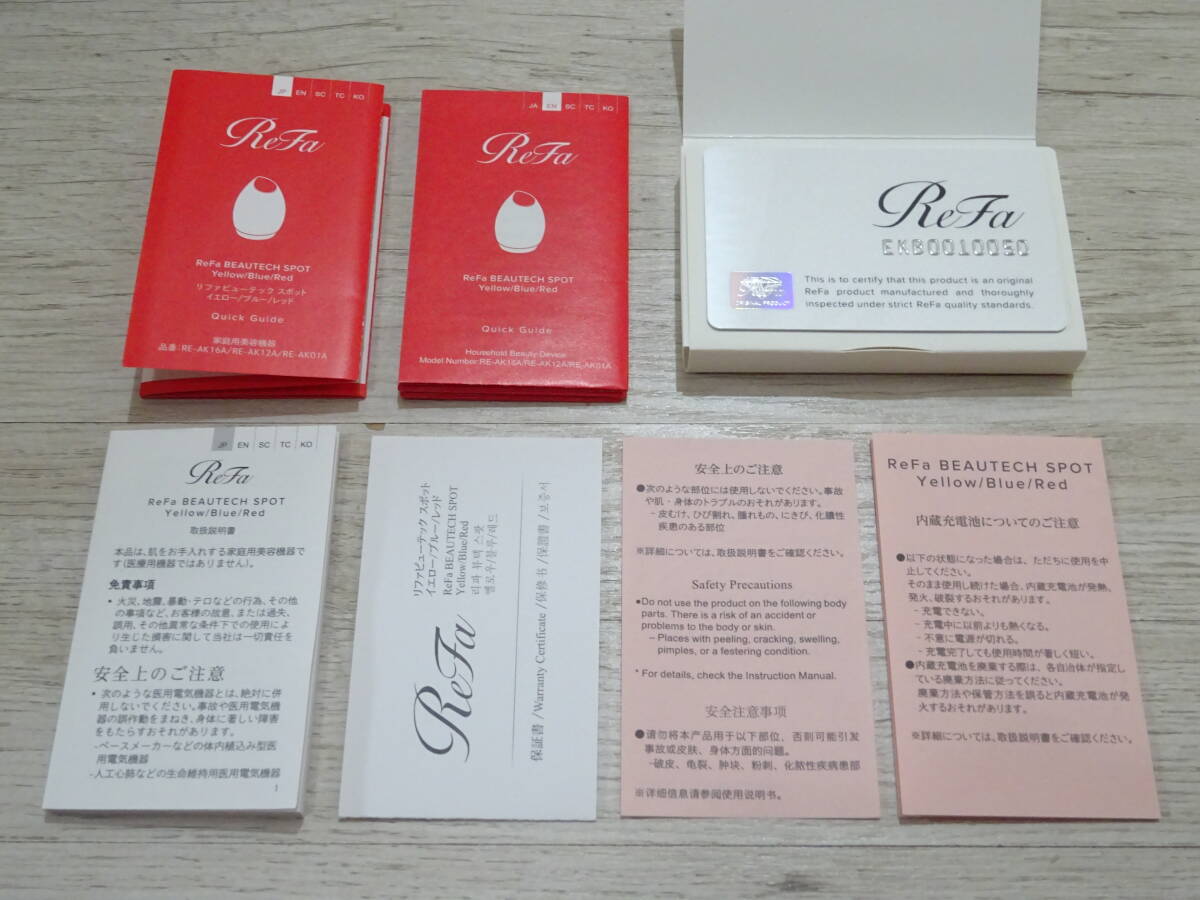 JP EN SC TC KO
ReFa
ReFa BEAUTECH SPOT
Yellow/Blue/Red
リファビューテック スポット
イエロー/ブルー/レッド
Quick Guide
家庭用美容機器
品番:RE-AK16A/RE-AK12A/RE-AK01A
JA EN SC TC KO
ReFa
ReFa BEAUTECH SPOT
Yellow/Blue/Red
Quick Guide
Household Beauty Device
Model Number:RE-AK16A/RE-AK12A/RE-AK01A
ReFa
This is to certify that this product is an original
ReFa product manufactured and thoroughly
inspected under strict ReFa quality standards.
ORIGINAL PRODUCT
JP EN SC TC KO
ReFa
ReFa BEAUTECH SPOT
Yellow/Blue/Red
取扱説明書
本品は、肌をお手入れする家庭用美容機器で
す(医療用機器ではありません)。
免責事項
• 火災、地震、暴動・テロなどの行為、その他
の事項など、お客様の故意、または過失、
誤用、その他異常な条件下での使用によ
り生じた損害に関して当社は一切責任を
負いません。
安全上のご注意
• 次のような医用電気機器とは、絶対に併
用しないでください。事故や医用電気機
器の誤作動をまねき、身体に著しい障害
をもたらすおそれがあります。
-ペースメーカーなどの体内植込み型医
用電気機器
-人工心肺などの生命維持用医用電気機器
1
リファビューテック スポット
イエロー/ブルー/レッド
ReFa BEAUTECH SPOT
Yellow/Blue/Red
리파 뷰텍 스팟
옐로우/블루/레드
ReFa
保証書 /Warranty Certificate /保修书 /保證書 /보증서
安全上のご注意
●次のような部位には使用しないでください。事故
や肌・身体のトラブルのおそれがあります。
- 皮むけ、ひび割れ、腫れもの、にきび、化膿性
疾患のある部位
※詳細については、取扱説明書をご確認ください。
Safety Precautions
●Do not use the product on the following body
parts. There is a risk of an accident or
problems to the body or skin.
– Places with peeling, cracking, swelling,
pimples, or a festering condition.
* For details, check the Instruction Manual.
安全注意事项
●请勿将本产品用于以下部位，否则可能引发
事故或皮肤、身体方面的问题。
-破皮、龟裂、肿块、粉刺、化脓性疾病患部
※详细信息请参阅使用说明书。
ReFa BEAUTECH SPOT
Yellow/Blue/Red
内蔵充電池についてのご注意
●以下の状態になった場合は、ただちに使用を中
止してください。
そのまま使用し続けた場合、内蔵充電池が発熱、
発火、破裂するおそれがあります。
- 充電できない。
- 充電中に以前よりも熱くなる。
- 不意に電源が切れる。
- 充電完了しても使用時間が著しく短い。
●内蔵充電池を廃棄する際は、各自治体が指定し
ている廃棄方法に従ってください。
廃棄方法や保管方法を誤ると内蔵充電池が発
火するおそれがあります。
※詳細については、取扱説明書をご確認ください。